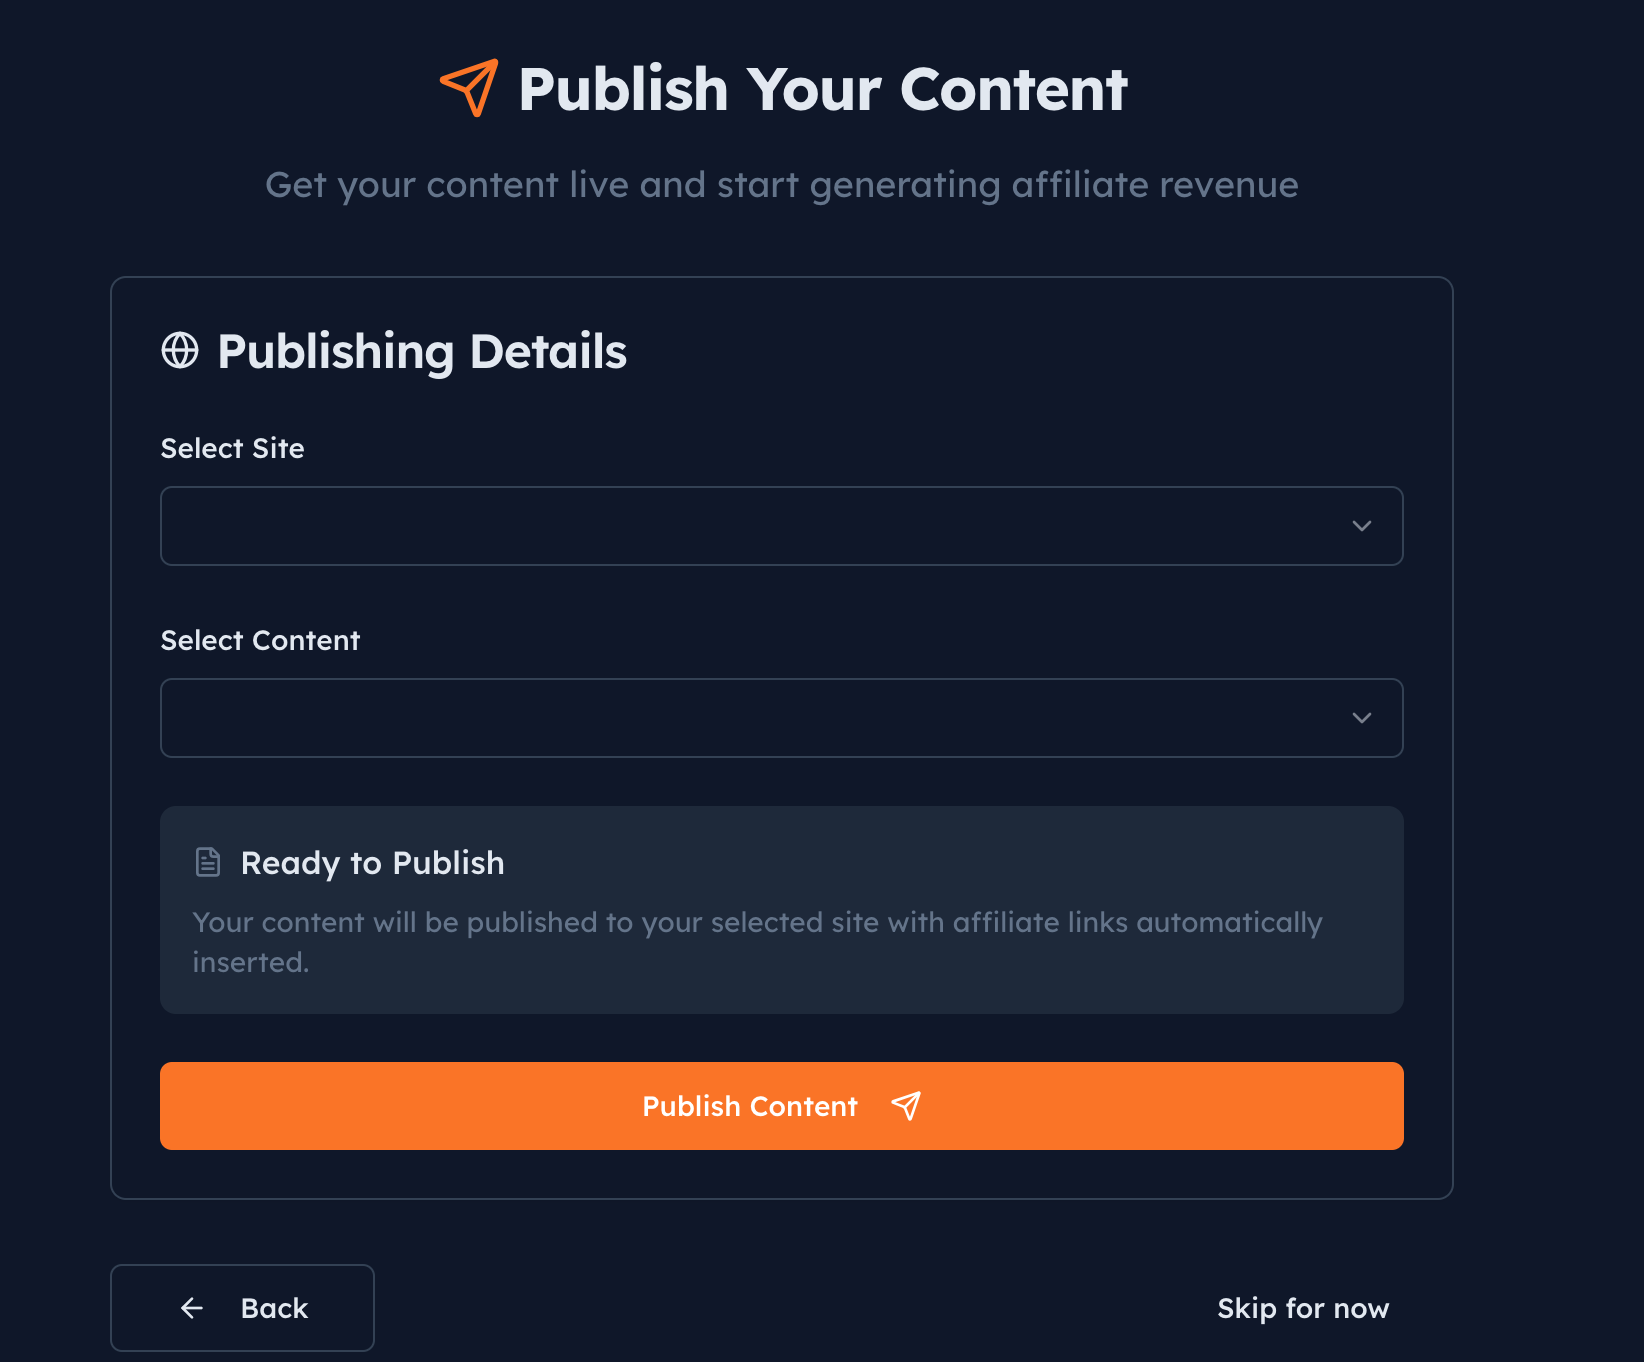 Publish Your Content
Get your content live and start generating affiliate revenue
Publishing Details
Select Site
Select Content
Ready to Publish
Your content will be published to your selected site with affiliate links automatically
inserted.
Publish Content
Back
Skip for now